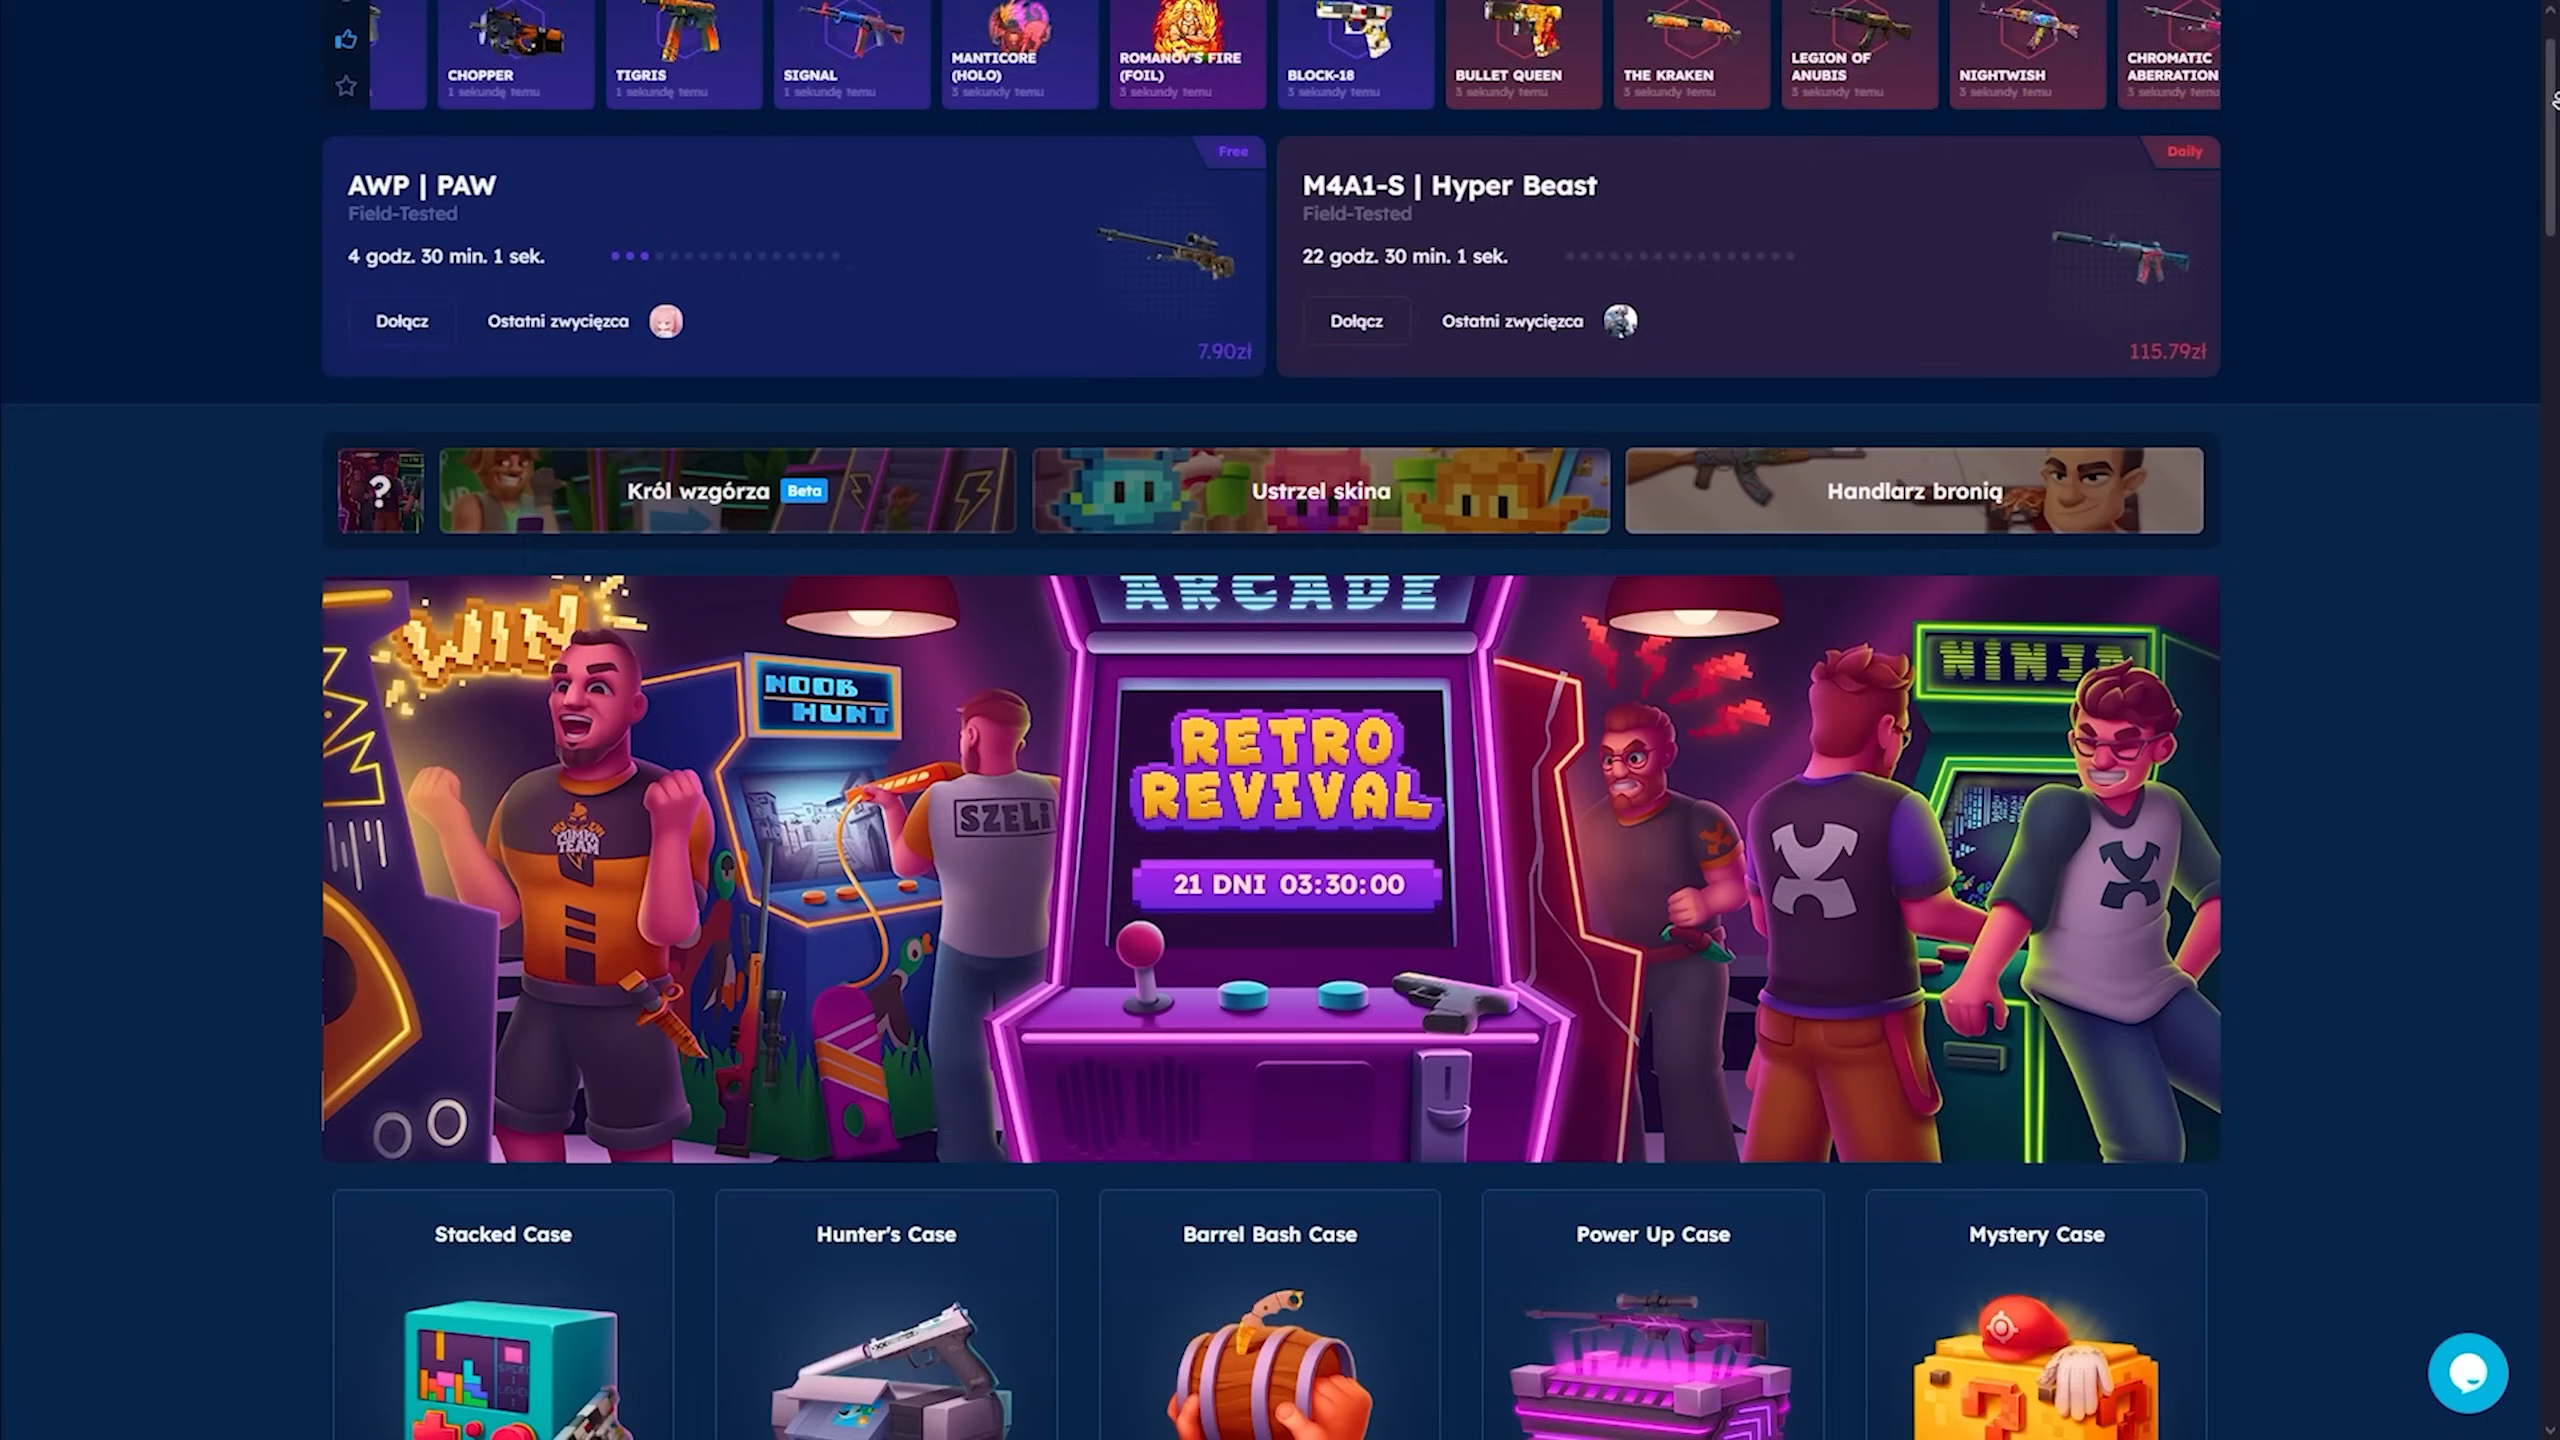 CHOPPER
1 sekundę temu
TIGRIS
1 sekundę temu
SIGNAL
1 sekundę temu
MANTICORE
(HOLO)
3 sekundy temu
ROMANOV'S FIRE
(FOIL)
3 sekundy temu
BLOCK-18
3 sekundy temu
BULLET QUEEN
3 sekundy temu
THE KRAKEN
3 sekundy temu
LEGION OF
ANUBIS
3 sekundy temu
NIGHTWISH
3 sekundy temu
CHROMATIC
ABERRATION
3 sekundy temu
Free
AWP | PAW
Field-Tested
4 godz. 30 min. 1 sek.
Dołącz
Ostatni zwycięzca
7.90zł
Daily
M4A1-S | Hyper Beast
Field-Tested
22 godz. 30 min. 1 sek.
Dołącz
Ostatni zwycięzca
115.79zł
?
Król wzgórza Beta
Ustrzel skina
Handlarz bronią
WIN
NOOB
HUNT
SZELi
ARCADE
RETRO
REVIVAL
21 DNI 03:30:00
NINJA
Stacked Case
Hunter's Case
Barrel Bash Case
Power Up Case
Mystery Case